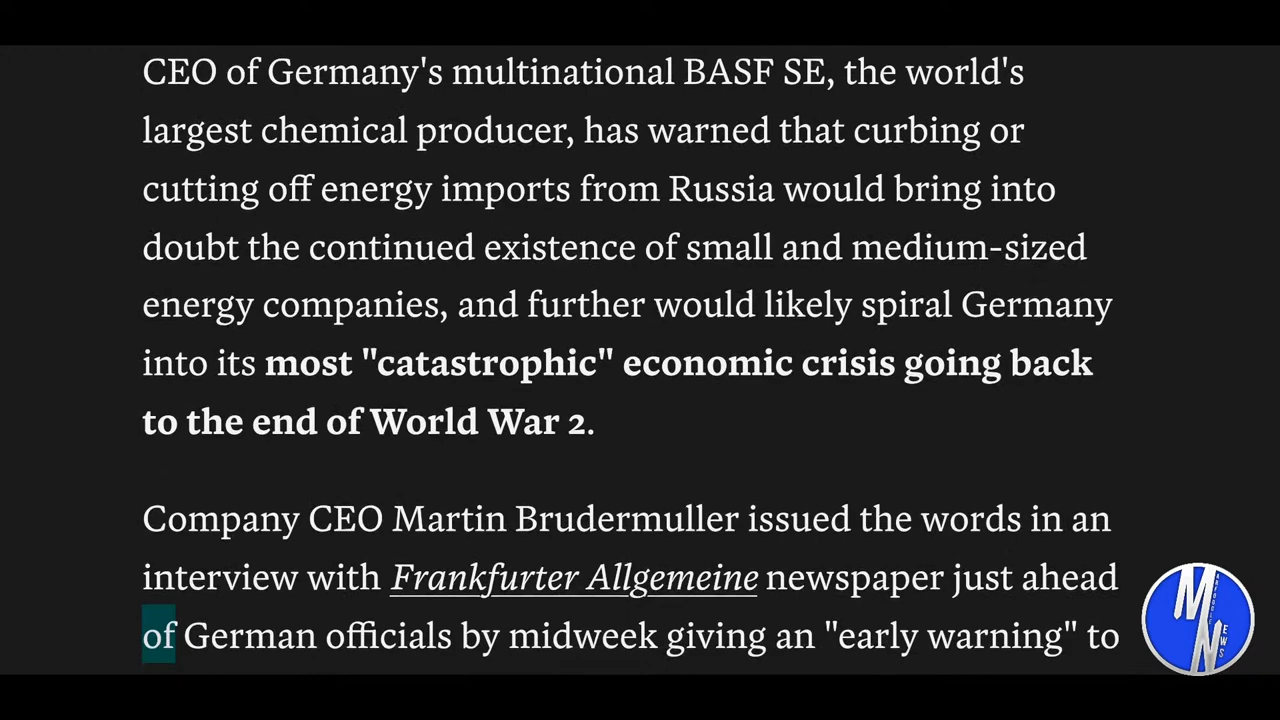 CEO of Germany's multinational BASF SE, the world's
largest chemical producer, has warned that curbing or
cutting off energy imports from Russia would bring into
doubt the continued existence of small and medium-sized
energy companies, and further would likely spiral Germany
into its most "catastrophic" economic crisis going back
to the end of World War 2.
Company CEO Martin Brudermuller issued the words in an
interview with Frankfurter Allgemeine newspaper just ahead
of German officials by midweek giving an "early warning" to